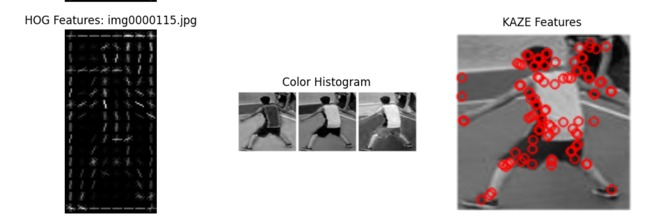 HOG Features: img0000115.jpg
Color Histogram
KAZE Features